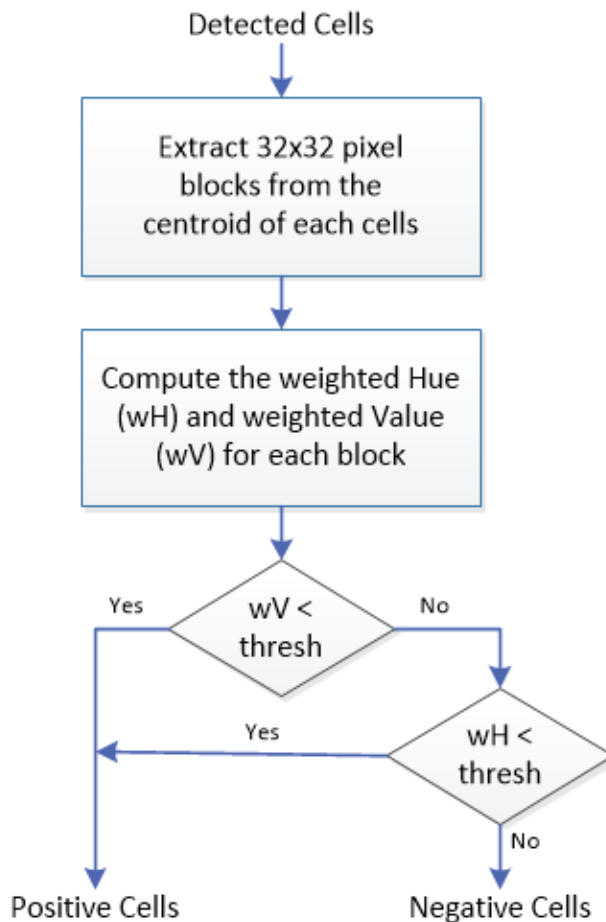 Detected Cells
Extract 32x32 pixel
blocks from the
centroid of each cells
Compute the weighted Hue
(wH) and weighted Value
(wV) for each block
Yes
wV <
thresh
No
Yes
wH <
thresh
No
Positive Cells
Negative Cells